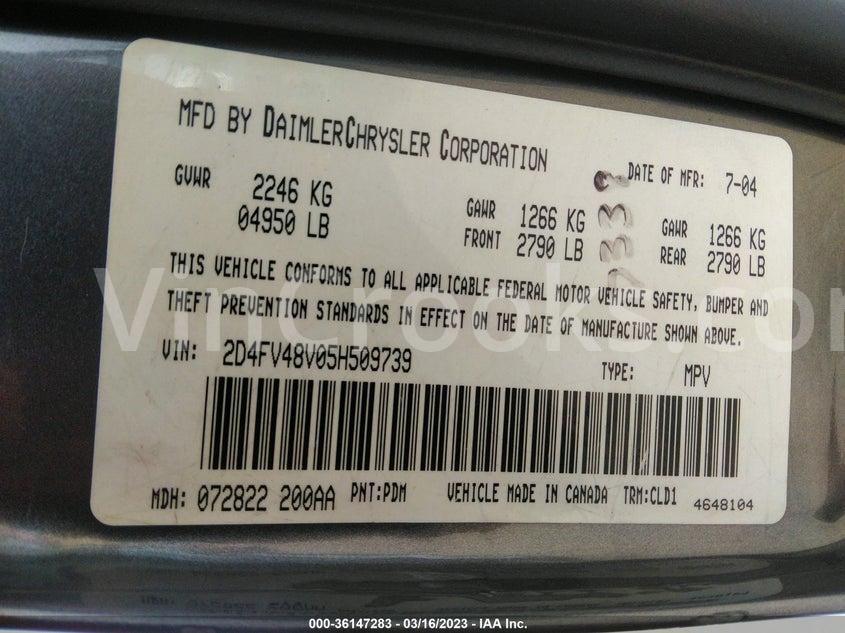 MFD BY DAIMLERCHRYSLER CORPORATION
DATE OF MFR: 7-04
GVWR 2246 KG
04950 LB
GAWR FRONT 1266 KG
2790 LB
GAWR REAR 1266 KG
2790 LB
THIS VEHICLE CONFORMS TO ALL APPLICABLE FEDERAL MOTOR VEHICLE SAFETY, BUMPER AND
THEFT PREVENTION STANDARDS IN EFFECT ON THE DATE OF MANUFACTURE SHOWN ABOVE.
VinCrooks.com
VIN: 2D4FV48V05H509739
TYPE: MPV
MDH: 072822 200AA PNT:PDM VEHICLE MADE IN CANADA TRM:CLD1 4648104
000-36147283 - 03/16/2023 - IAA Inc.